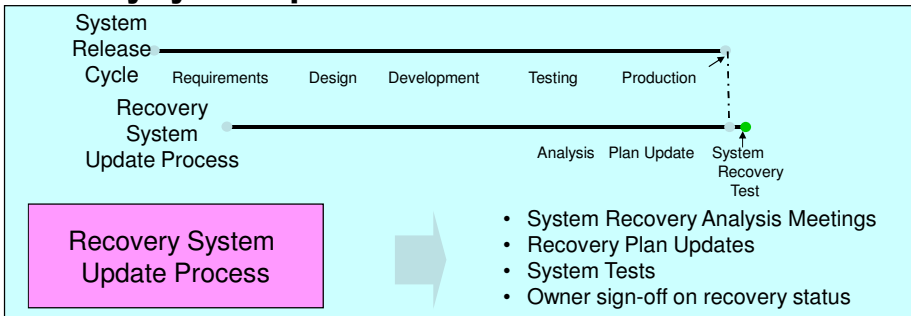 System
Release
Cycle
Requirements Design Development Testing Production
Recovery
System
Update Process
Analysis Plan Update System
Recovery
Test
Recovery System
Update Process
• System Recovery Analysis Meetings
• Recovery Plan Updates
• System Tests
• Owner sign-off on recovery status